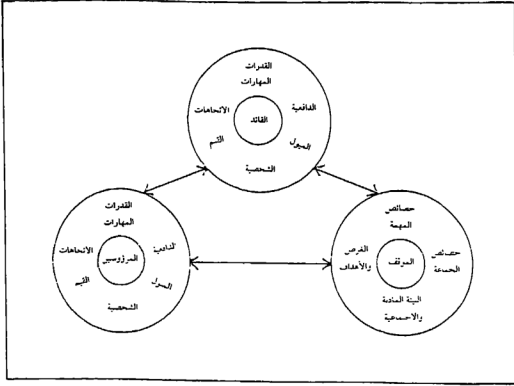 القدرات
المهارات
الدافعية
الاتجاهات
القائد
الميول
القيم
الشخصية
القدرات
المهارات
الدافعية
الاتجاهات
المرؤوسين
الميول
القيم
الشخصية
خصائص
المهمة
خصائص
الجماعة
الغرض
والأهداف
الموقف
البيئة المادية
والاجتماعية